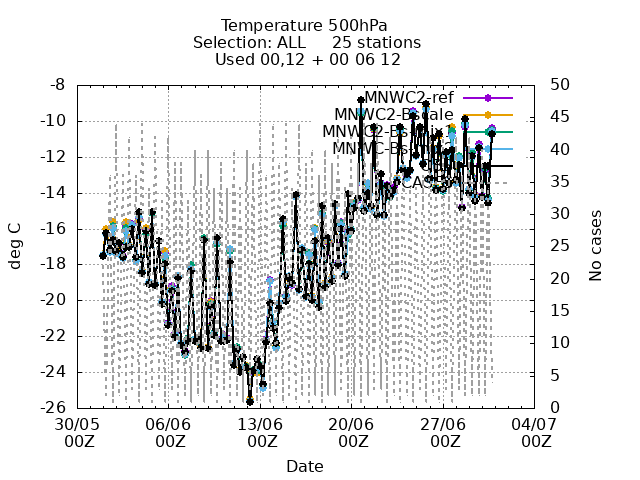 Temperature 500hPa
Selection: ALL 25 stations
Used 00,12 + 00 06 12
-8
-10
-12
-14
-16
-18
-20
-22
-24
-26
50
45
40
35
30
25
20
15
10
5
0
MNWC2-ref
deg C
No cases
30/05 06/06 13/06 20/06 27/06 04/07
00Z 00Z 00Z 00Z 00Z 00Z
Date